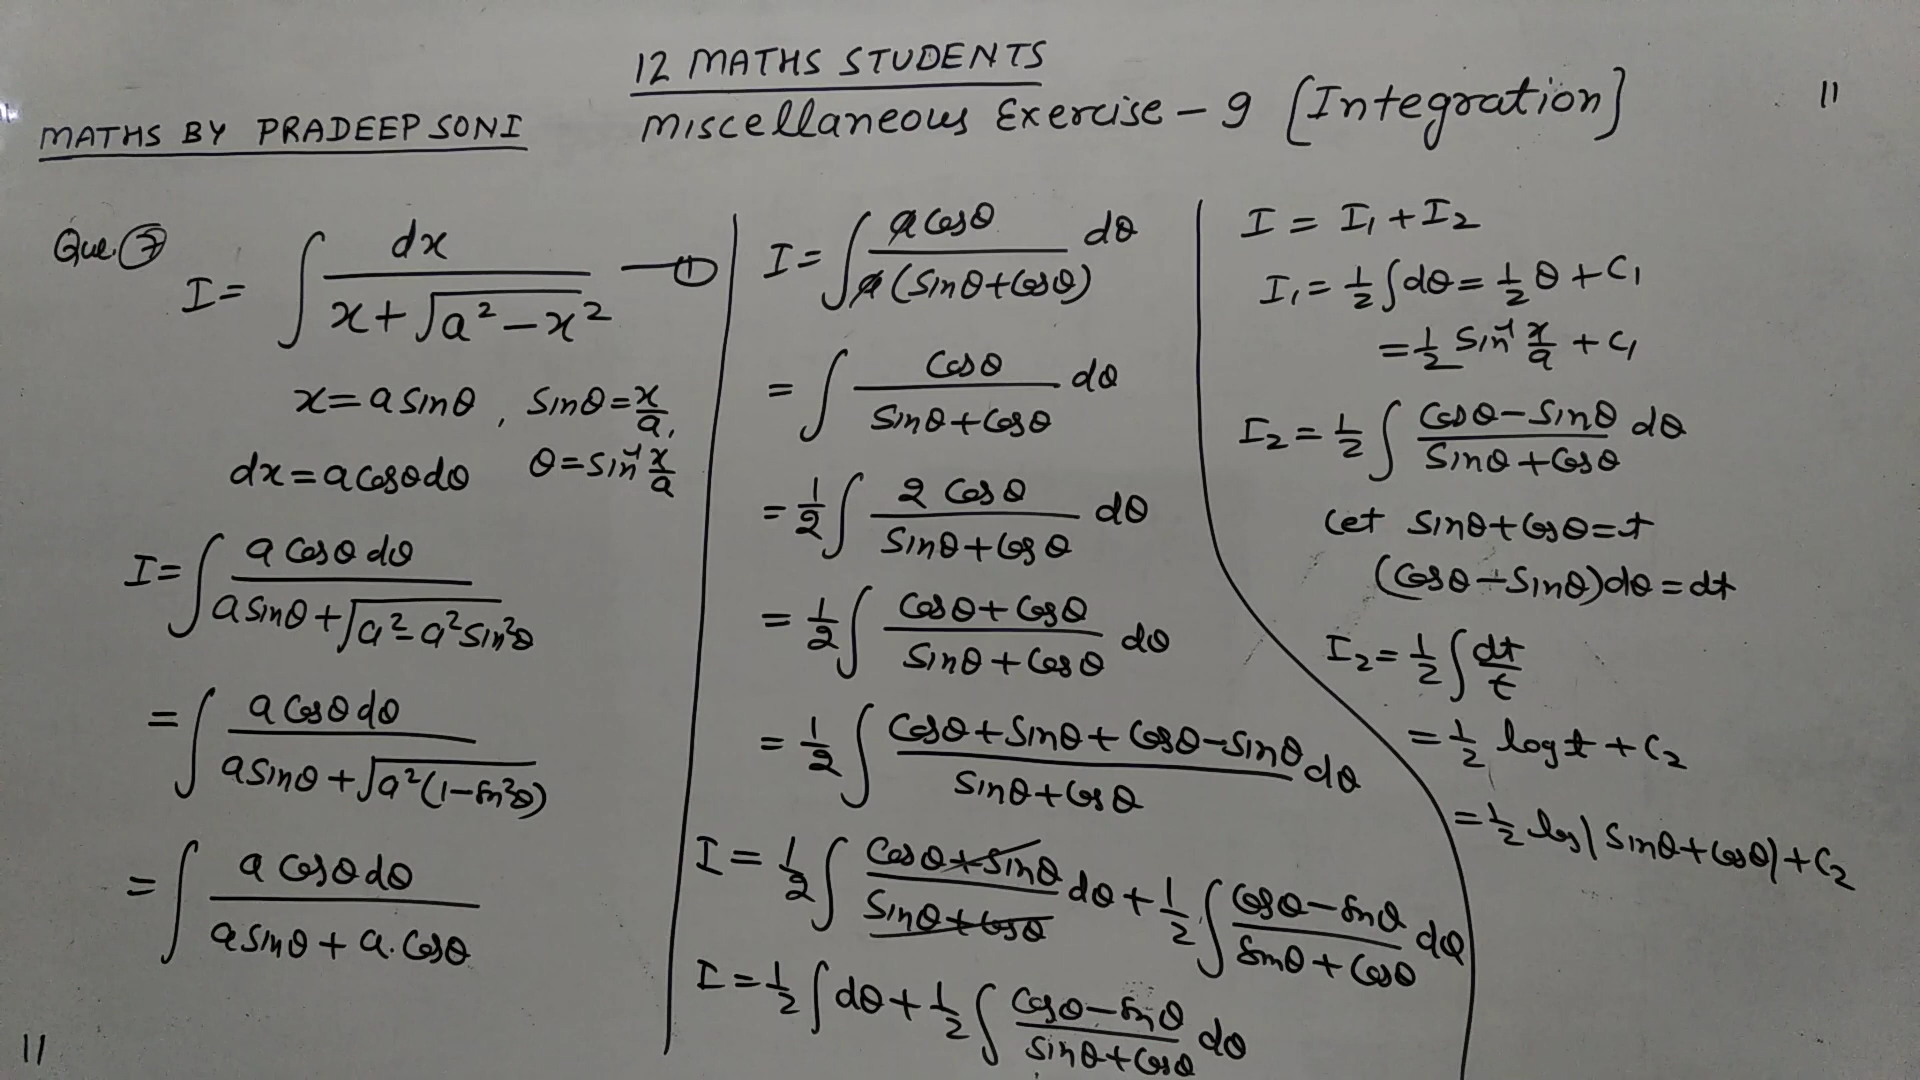 12 MATHS STUDENTS
MATHS BY PRADEEP SONI
Miscellaneous Exercise - 9 [Integration]
11
Que. ⑦
I = ∫ dx / (x + √(a² - x²)) — ①
x = a sinθ, sinθ = x/a,
dx = a cosθ dθ θ = sin⁻¹ x/a
I = ∫ a cosθ dθ / (a sinθ + √(a² - a² sin²θ))
= ∫ a cosθ dθ / (a sinθ + √(a²(1 - sin²θ)))
= ∫ a cosθ dθ / (a sinθ + a. cosθ)
11
I = ∫ a cosθ / (a (sinθ + cosθ)) dθ
= ∫ cosθ / (sinθ + cosθ) dθ
= 1/2 ∫ 2 cosθ / (sinθ + cosθ) dθ
= 1/2 ∫ (cosθ + cosθ) / (sinθ + cosθ) dθ
= 1/2 ∫ (cosθ + sinθ + cosθ - sinθ) / (sinθ + cosθ) dθ
I = 1/2 ∫ (cosθ + sinθ) / (sinθ + cosθ) dθ + 1/2 ∫ (cosθ - sinθ) / (sinθ + cosθ) dθ
I = 1/2 ∫ dθ + 1/2 ∫ (cosθ - sinθ) / (sinθ + cosθ) dθ
I = I₁ + I₂
I₁ = 1/2 ∫ dθ = 1/2 θ + C₁
= 1/2 sin⁻¹ x/a + C₁
I₂ = 1/2 ∫ (cosθ - sinθ) / (sinθ + cosθ) dθ
Let sinθ + cosθ = t
(cosθ - sinθ) dθ = dt
I₂ = 1/2 ∫ dt/t
= 1/2 log t + C₂
= 1/2 log |sinθ + cosθ| + C₂